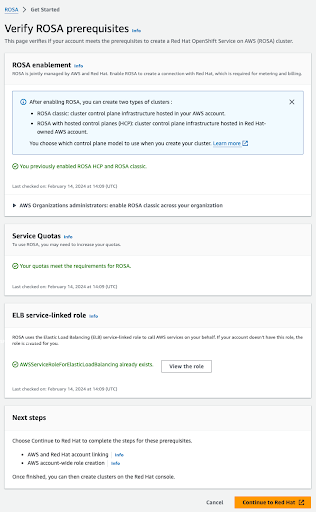 ROSA > Get Started
Verify ROSA prerequisites Info
This page verifies if your account meets the prerequisites to create a Red Hat OpenShift Service on AWS (ROSA) cluster.
ROSA enablement Info
ROSA is jointly managed by AWS and Red Hat. Enable ROSA to create a connection with Red Hat, which is required for metering and billing.
After enabling ROSA, you can create two types of clusters :
• ROSA classic: cluster control plane infrastructure hosted in your AWS account.
• ROSA with hosted control planes (HCP): cluster control plane infrastructure hosted in Red Hat-
owned AWS account.
You choose which control plane model to use when you create your cluster. Learn more
You previously enabled ROSA HCP and ROSA classic.
Last checked on: February 14, 2024 at 14:09 (UTC)
AWS Organizations administrators: enable ROSA classic across your organization
Service Quotas Info
To use ROSA, you may need to increase your quotas.
Your quotas meet the requirements for ROSA.
Last checked on: February 14, 2024 at 14:09 (UTC)
ELB service-linked role Info
ROSA uses the Elastic Load Balancing (ELB) service-linked role to call AWS services on your behalf. If your account doesn't have this role, the
role is created for you.
AWSServiceRoleForElasticLoadBalancing already exists. View the role
Last checked on: February 14, 2024 at 14:09 (UTC)
Next steps
Choose Continue to Red Hat to complete the steps for these prerequisites.
• AWS and Red Hat account linking | Info
• AWS account-wide role creation | Info
Once finished, you can then create clusters on the Red Hat console.
Cancel Continue to Red Hat